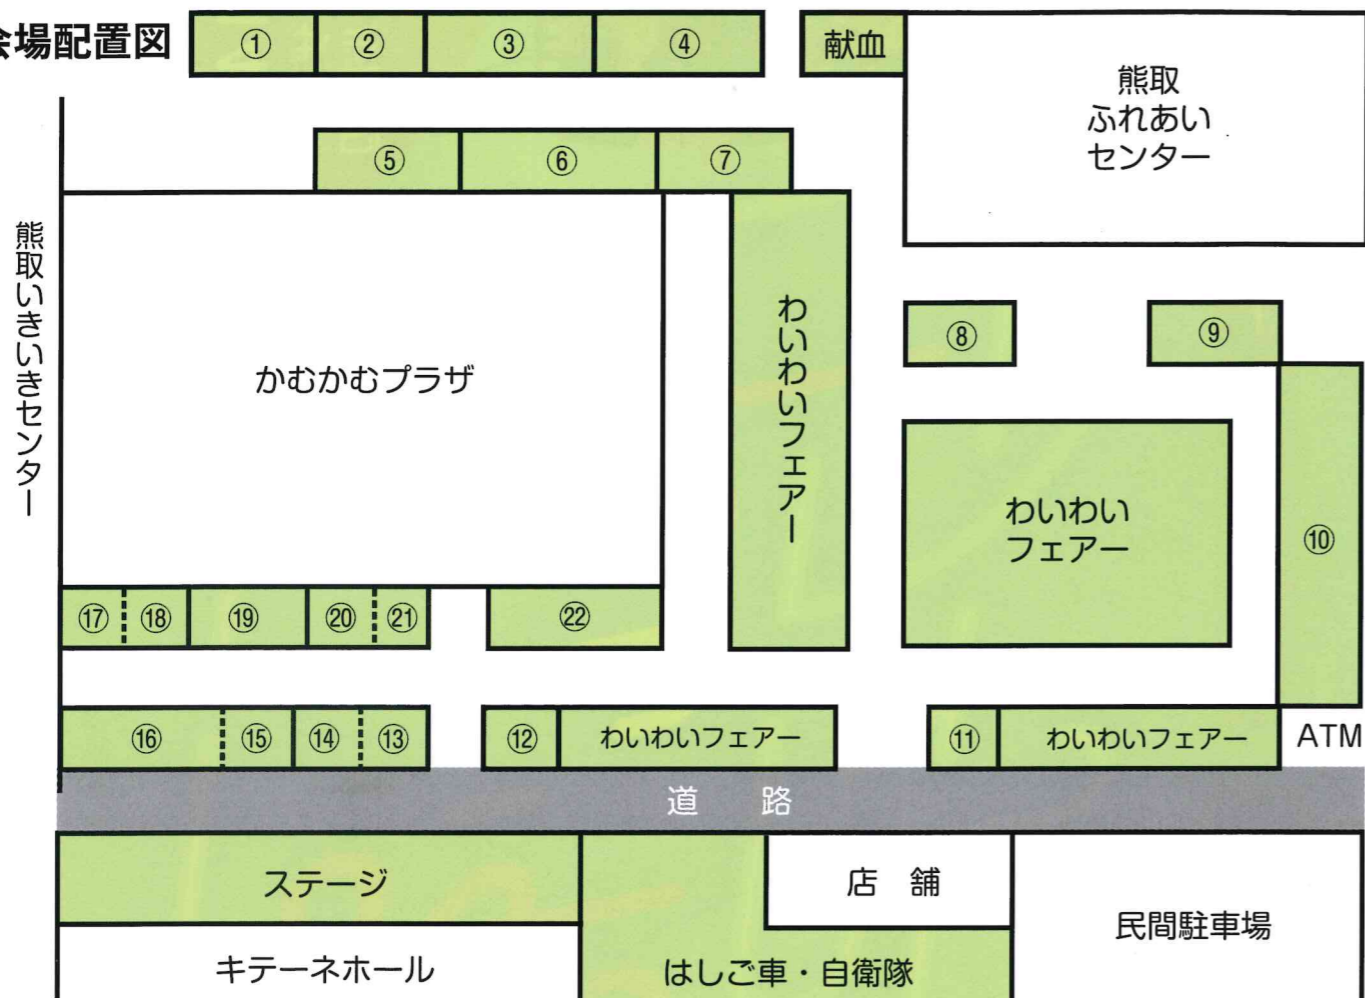 会場配置図
①
②
③
④
献血
熊取
ふれあい
センター
⑤
⑥
⑦
熊取いきいきセンター
かむかむプラザ
わいわいフェアー
⑧
⑨
わいわい
フェアー
⑩
⑰
⑱
⑲
⑳
㉑
㉒
⑯
⑮
⑭
⑬
⑫
わいわいフェアー
⑪
わいわいフェアー
ATM
道　路
ステージ
店　舗
民間駐車場
キテーネホール
はしご車・自衛隊